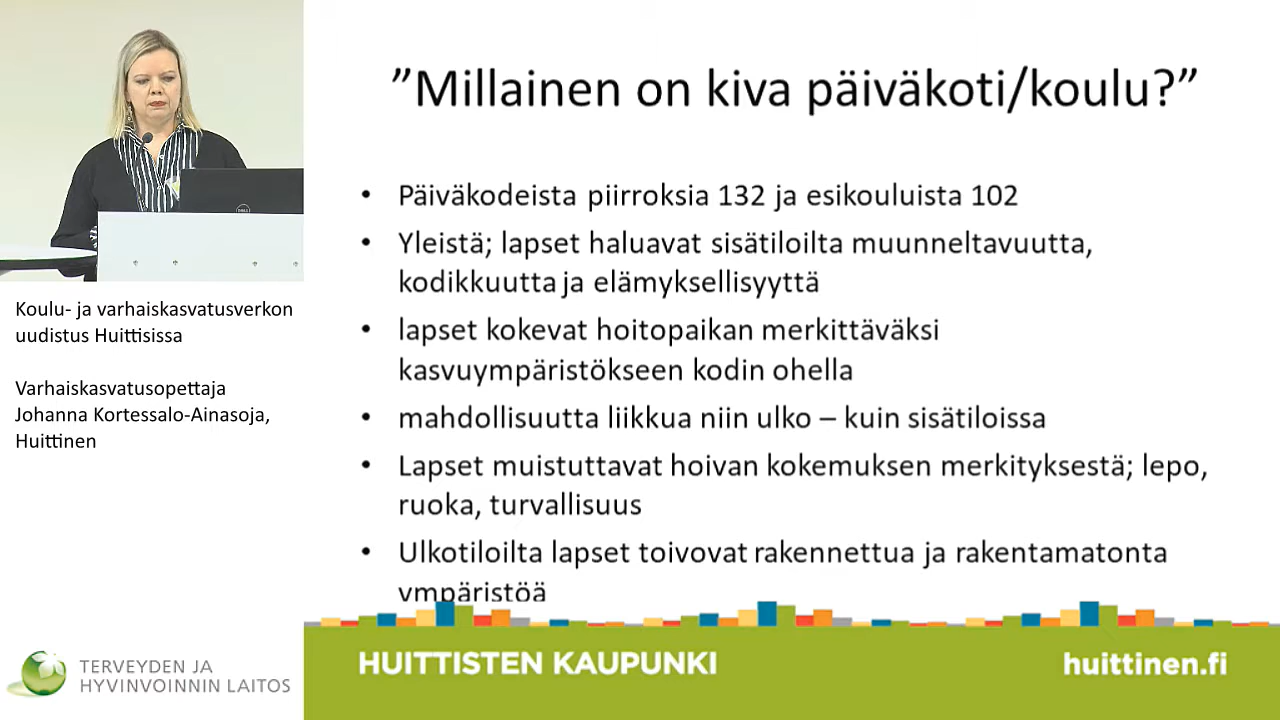 ”Millainen on kiva päiväkoti/koulu?”
• Päiväkodeista piirroksia 132 ja esikouluista 102
• Yleistä; lapset haluavat sisätiloilta muunneltavuutta,
kodikkuutta ja elämyksellisyyttä
• lapset kokevat hoitopaikan merkittäväksi
kasvuympäristökseen kodin ohella
• mahdollisuutta liikkua niin ulko – kuin sisätiloissa
• Lapset muistuttavat hoivan kokemuksen merkityksestä; lepo,
ruoka, turvallisuus
• Ulkotiloilta lapset toivovat rakennettua ja rakentamatonta
ympäristöä
Koulu- ja varhaiskasvatusverkon
uudistus Huittisissa
Varhaiskasvatusopettaja
Johanna Kortessalo-Ainasoja,
Huittinen
TERVEYDEN JA
HYVINVOINNIN LAITOS
HUITTISTEN KAUPUNKI
huittinen.fi